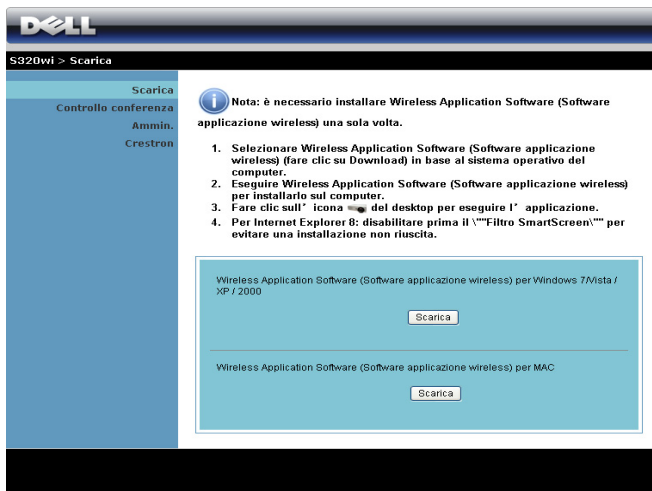 DELL
S320wi > Scarica
Scarica
Controllo conferenza
Ammin.
Crestron
Nota: è necessario installare Wireless Application Software (Software
applicazione wireless) una sola volta.
1. Selezionare Wireless Application Software (Software applicazione
wireless) (fare clic su Download) in base al sistema operativo del
computer.
2. Eseguire Wireless Application Software (Software applicazione wireless)
per installarlo sul computer.
3. Fare clic sull' icona del desktop per eseguire l' applicazione.
4. Per Internet Explorer 8: disabilitare prima il \""Filtro SmartScreen\"" per
evitare una installazione non riuscita.
Wireless Application Software (Software applicazione wireless) per Windows 7/Vista /
XP / 2000
Scarica
Wireless Application Software (Software applicazione wireless) per MAC
Scarica